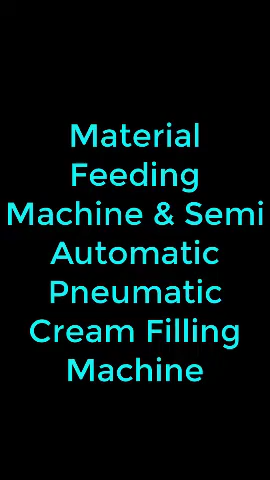 Material
Feeding
Machine & Semi
Automatic
Pneumatic
Cream Filling
Machine